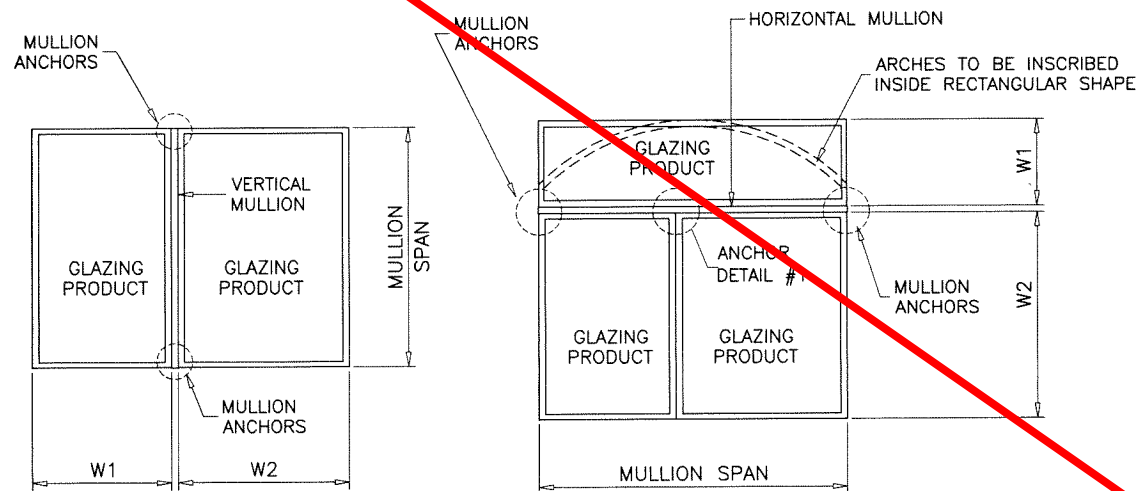 MULLION
ANCHORS
VERTICAL
MULLION
GLAZING
PRODUCT
GLAZING
PRODUCT
MULLION
SPAN
MULLION
ANCHORS
W1
W2
MULLION
ANCHORS
HORIZONTAL MULLION
ARCHES TO BE INSCRIBED
INSIDE RECTANGULAR SHAPE
GLAZING
PRODUCT
W1
ANCHOR
DETAIL #1
MULLION
ANCHORS
W2
GLAZING
PRODUCT
GLAZING
PRODUCT
MULLION SPAN